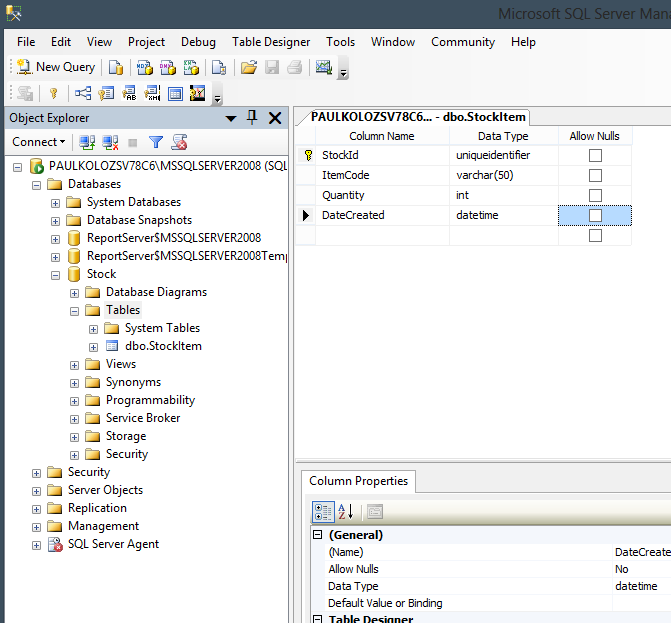 Microsoft SQL Server Mana
File Edit View Project Debug Table Designer Tools Window Community Help
New Query
Object Explorer
Connect
PAULKOLOZSV78C6\MSSQLSERVER2008 (SQL
Databases
System Databases
Database Snapshots
ReportServer$MSSQLSERVER2008
ReportServer$MSSQLSERVER2008Temp
Stock
Database Diagrams
Tables
System Tables
dbo.StockItem
Views
Synonyms
Programmability
Service Broker
Storage
Security
Security
Server Objects
Replication
Management
SQL Server Agent
PAULKOLOZSV78C6... - dbo.StockItem
Column Name Data Type Allow Nulls
StockId uniqueidentifier
ItemCode varchar(50)
Quantity int
DateCreated datetime
Column Properties
(General)
(Name) DateCreate
Allow Nulls No
Data Type datetime
Default Value or Binding
Table Designer